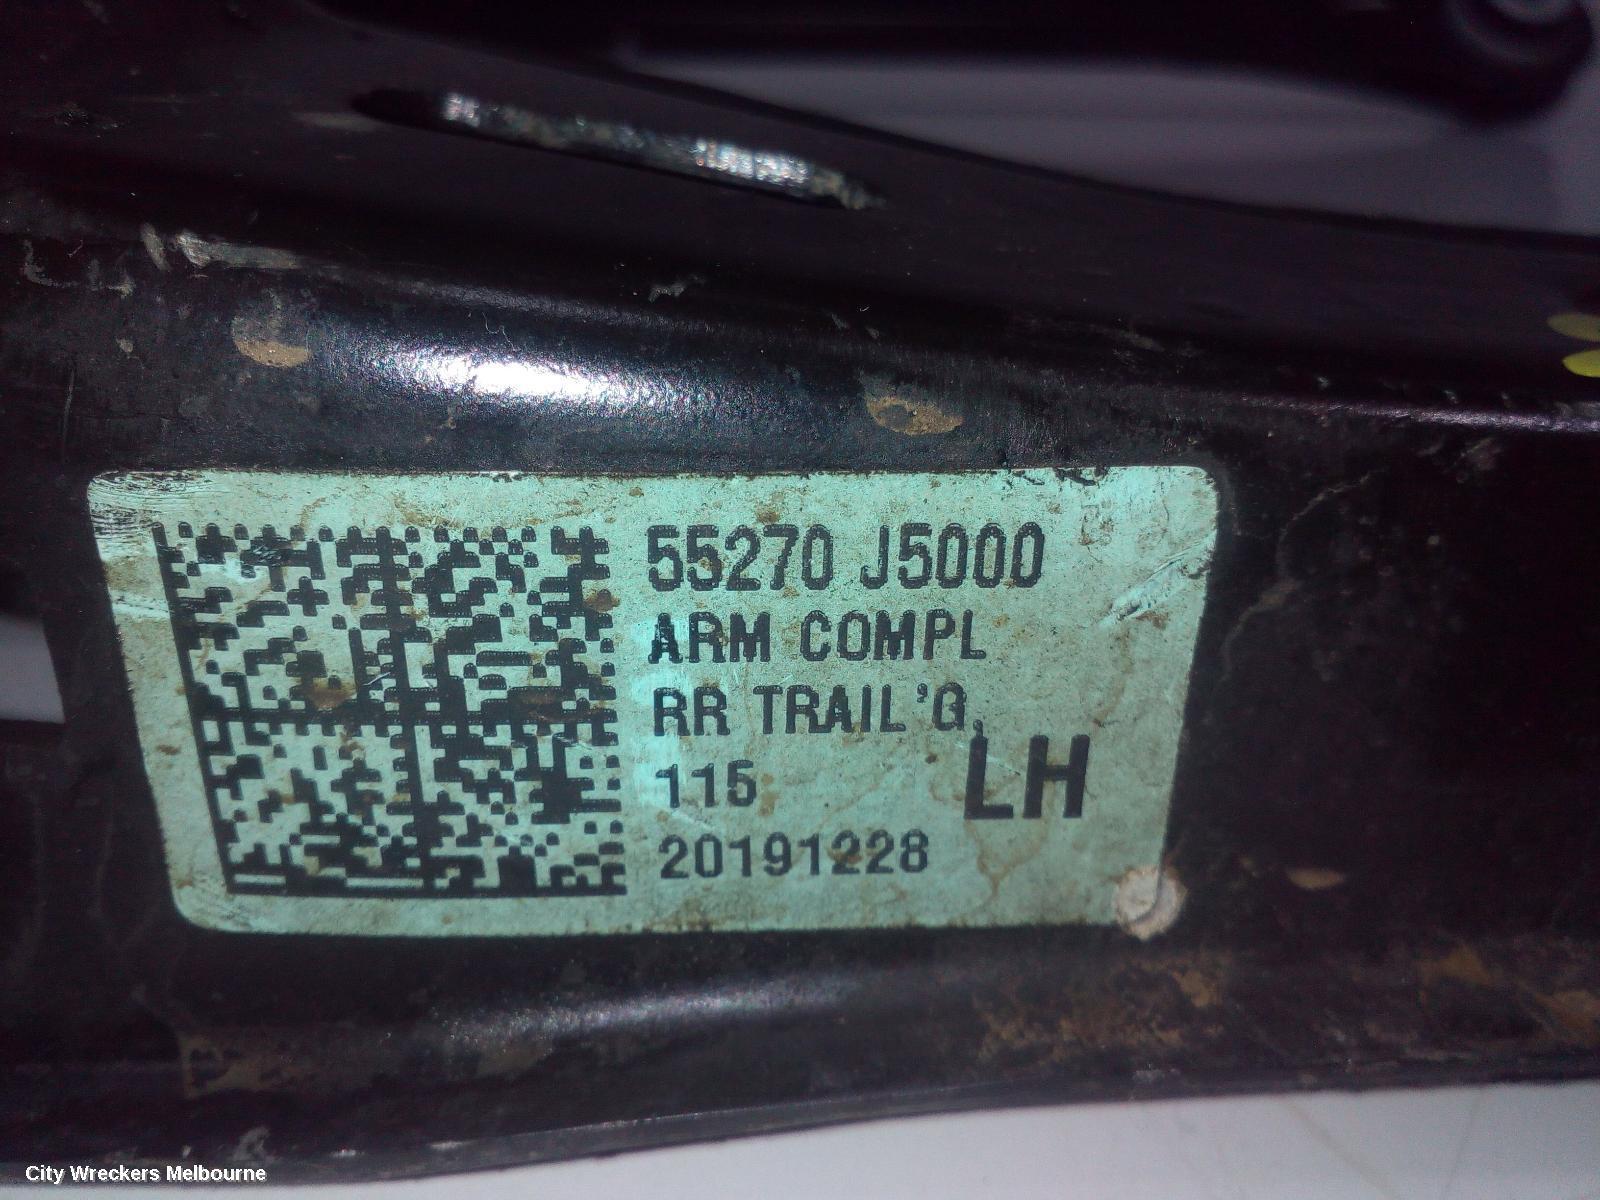 55270 J5000
ARM COMPL
RR TRAIL'G,
LH
115
20191228
City Wreckers Melbourne